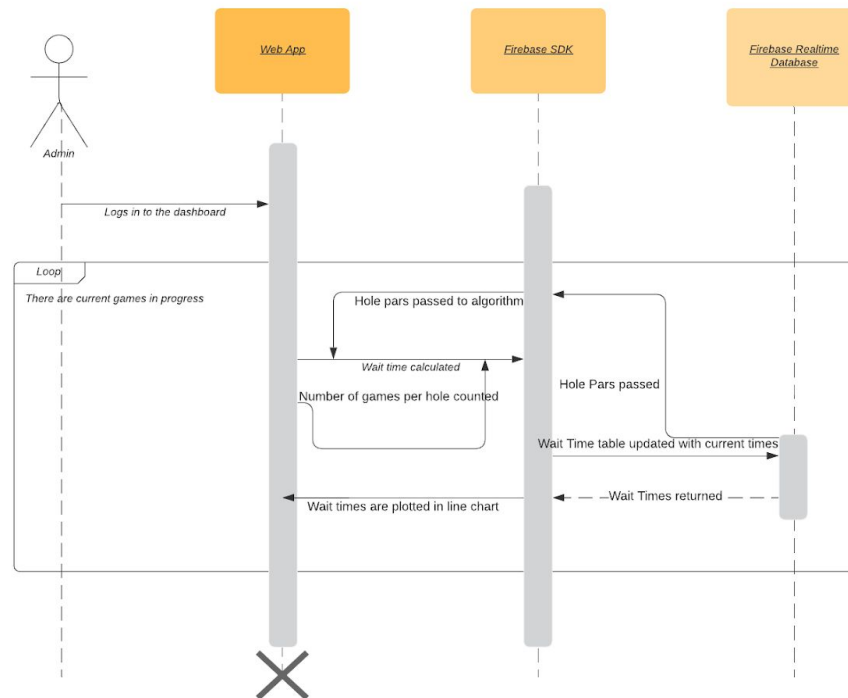 Web App
Firebase SDK
Firebase Realtime
Database
Admin
Logs in to the dashboard
Loop
There are current games in progress
Hole pars passed to algorithm
Wait time calculated
Hole Pars passed
Number of games per hole counted
Wait Time table updated with current times
Wait Times returned
Wait times are plotted in line chart